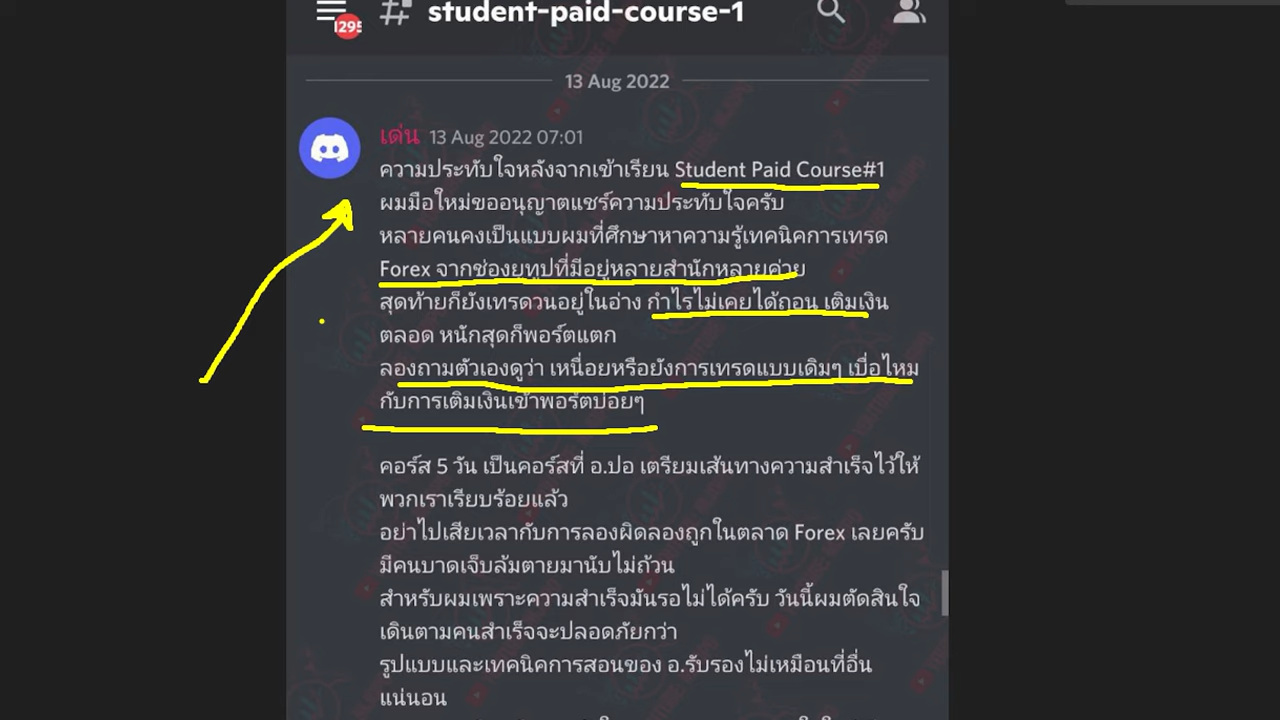 # student-paid-course-1
1295
13 Aug 2022
เด่น 13 Aug 2022 07:01
ความประทับใจหลังจากเข้าเรียน Student Paid Course#1
ผมมือใหม่ขออนุญาตแชร์ความประทับใจครับ
หลายคนคงเป็นแบบผมที่ศึกษาหาความรู้เทคนิคการเทรด
Forex จากช่องยูทูปที่มีอยู่หลายสำนักหลายค่าย
สุดท้ายก็ยังเทรดวนอยู่ในอ่าง กำไรไม่เคยได้ถอน เติมเงิน
ตลอด หนักสุดก็พอร์ตแตก
ลองถามตัวเองดูว่า เหนื่อยหรือยังการเทรดแบบเดิมๆ เบื่อไหม
กับการเติมเงินเข้าพอร์ตบ่อยๆ
คอร์ส 5 วัน เป็นคอร์สที่ อ.ปอ เตรียมเส้นทางความสำเร็จไว้ให้
พวกเราเรียบร้อยแล้ว
อย่าไปเสียเวลากับการลองผิดลองถูกในตลาด Forex เลยครับ
มีคนบาดเจ็บล้มตายมานับไม่ถ้วน
สำหรับผมเพราะความสำเร็จมันรอไม่ได้ครับ วันนี้ผมตัดสินใจ
เดินตามคนสำเร็จจะปลอดภัยกว่า
รูปแบบและเทคนิคการสอนของ อ.รับรองไม่เหมือนที่อื่น
แน่นอน